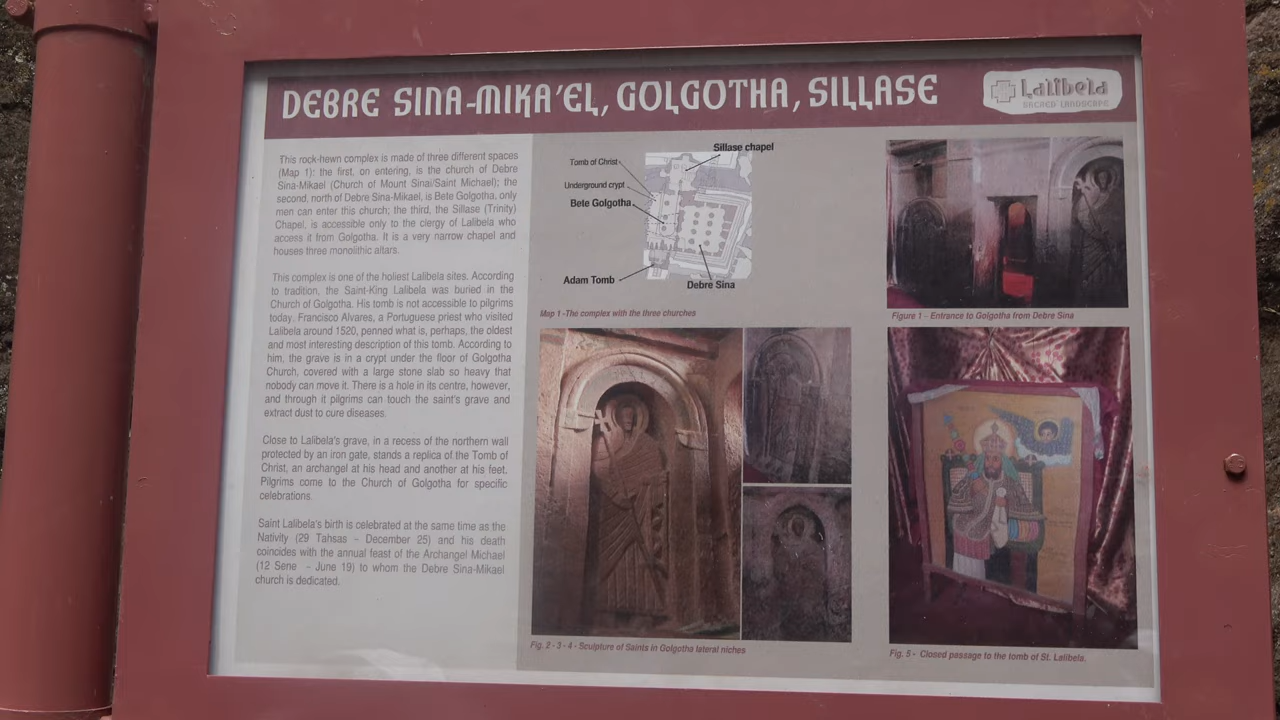 DEBRE SINA-MIKA'EL, GOLGOTHA, SILLASE
Lalibela
SACRED LANDSCAPE
This rock-hewn complex is made of three different spaces
(Map 1): the first, on entering, is the church of Debre
Sina-Mikael (Church of Mount Sinai/Saint Michael); the
second, north of Debre Sina-Mikael, is Bete Golgotha, only
men can enter this church; the third, the Sillase (Trinity)
Chapel, is accessible only to the clergy of Lalibela who
access it from Golgotha. It is a very narrow chapel and
houses three monolithic altars.
This complex is one of the holiest Lalibela sites. According
to tradition, the Saint-King Lalibela was buried in the
Church of Golgotha. His tomb is not accessible to pilgrims
today. Francisco Alvares, a Portuguese priest who visited
Lalibela around 1520, penned what is, perhaps, the oldest
and most interesting description of this tomb. According to
him, the grave is in a crypt under the floor of Golgotha
Church, covered with a large stone slab so heavy that
nobody can move it. There is a hole in its centre, however,
and through it pilgrims can touch the saint's grave and
extract dust to cure diseases.
Close to Lalibela's grave, in a recess of the northern wall
protected by an iron gate, stands a replica of the Tomb of
Christ, an archangel at his head and another at his feet.
Pilgrims come to the Church of Golgotha for specific
celebrations.
Saint Lalibela's birth is celebrated at the same time as the
Nativity (29 Tahsas - December 25) and his death
coincides with the annual feast of the Archangel Michael
(12 Sene - June 19) to whom the Debre Sina-Mikael
church is dedicated.
Sillase chapel
Tomb of Christ
Underground crypt
Bete Golgotha
Adam Tomb
Debre Sina
Map 1 -The complex with the three churches
Figure 1 - Entrance to Golgotha from Debre Sina
Fig. 2 - 3 - 4 - Sculpture of Saints in Golgotha lateral niches
Fig. 5 - Closed passage to the tomb of St. Lalibela.